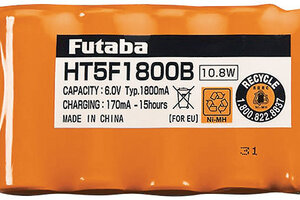 Futaba
HT5F1800B 10.8W
CAPACITY: 6.0V Typ.1800mA
CHARGING: 170mA -15hours
MADE IN CHINA [FOR EU] Ni-MH
RECYCLE
1.800.822.8837
31